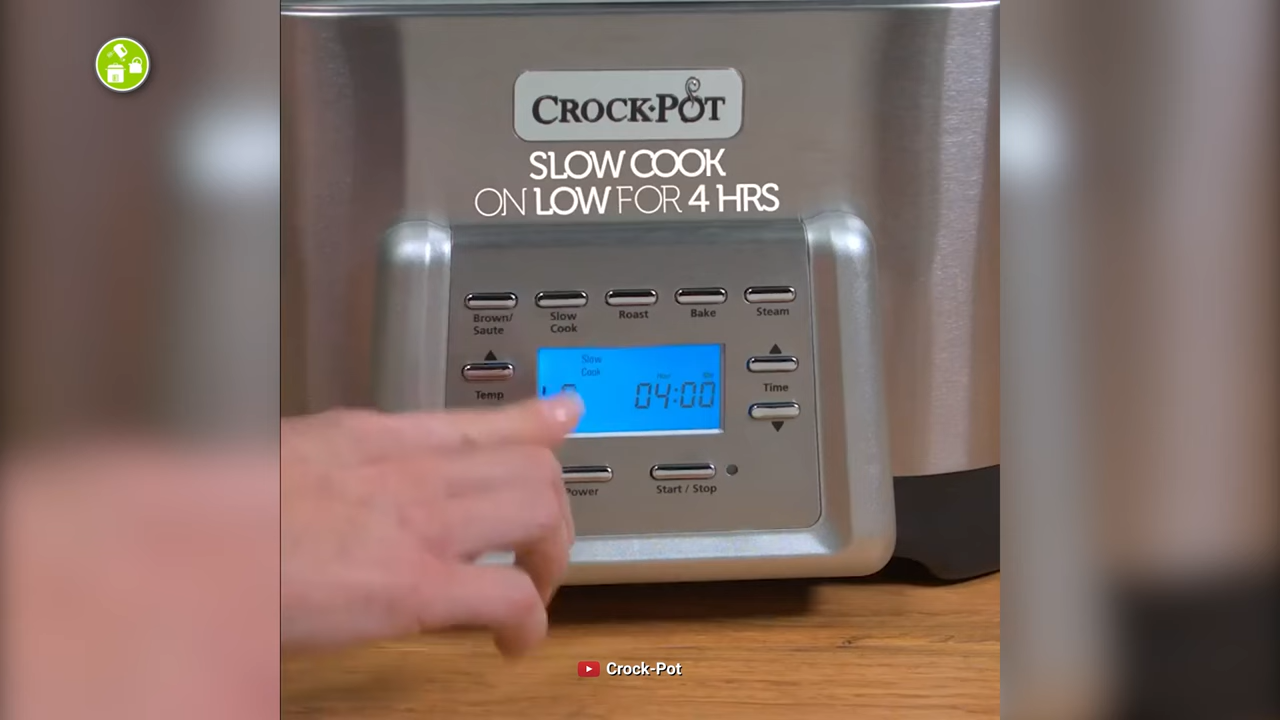 CROCK•POT
SLOW COOK
ON LOW FOR 4 HRS
Brown/
Saute
Slow
Cook
Roast
Bake
Steam
Slow
Cook
04:00
Temp
Time
Power
Start / Stop
Crock-Pot